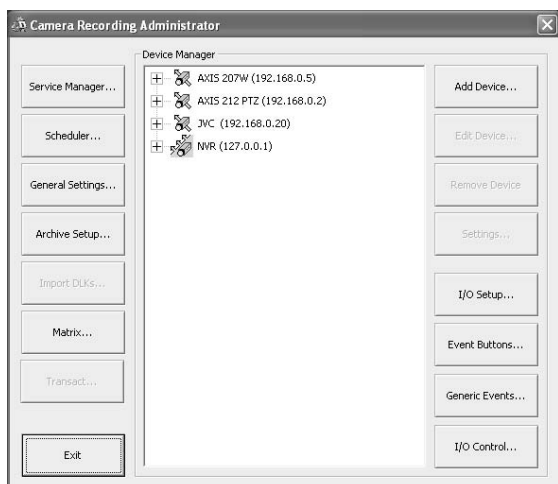 Camera Recording Administrator
Device Manager
Service Manager...
Scheduler...
General Settings...
Archive Setup...
Import DLKs...
Matrix...
Transact...
Exit
AXIS 207W (192.168.0.5)
AXIS 212 PTZ (192.168.0.2)
JVC (192.168.0.20)
NVR (127.0.0.1)
Add Device...
Edit Device...
Remove Device
Settings...
I/O Setup...
Event Buttons...
Generic Events...
I/O Control...